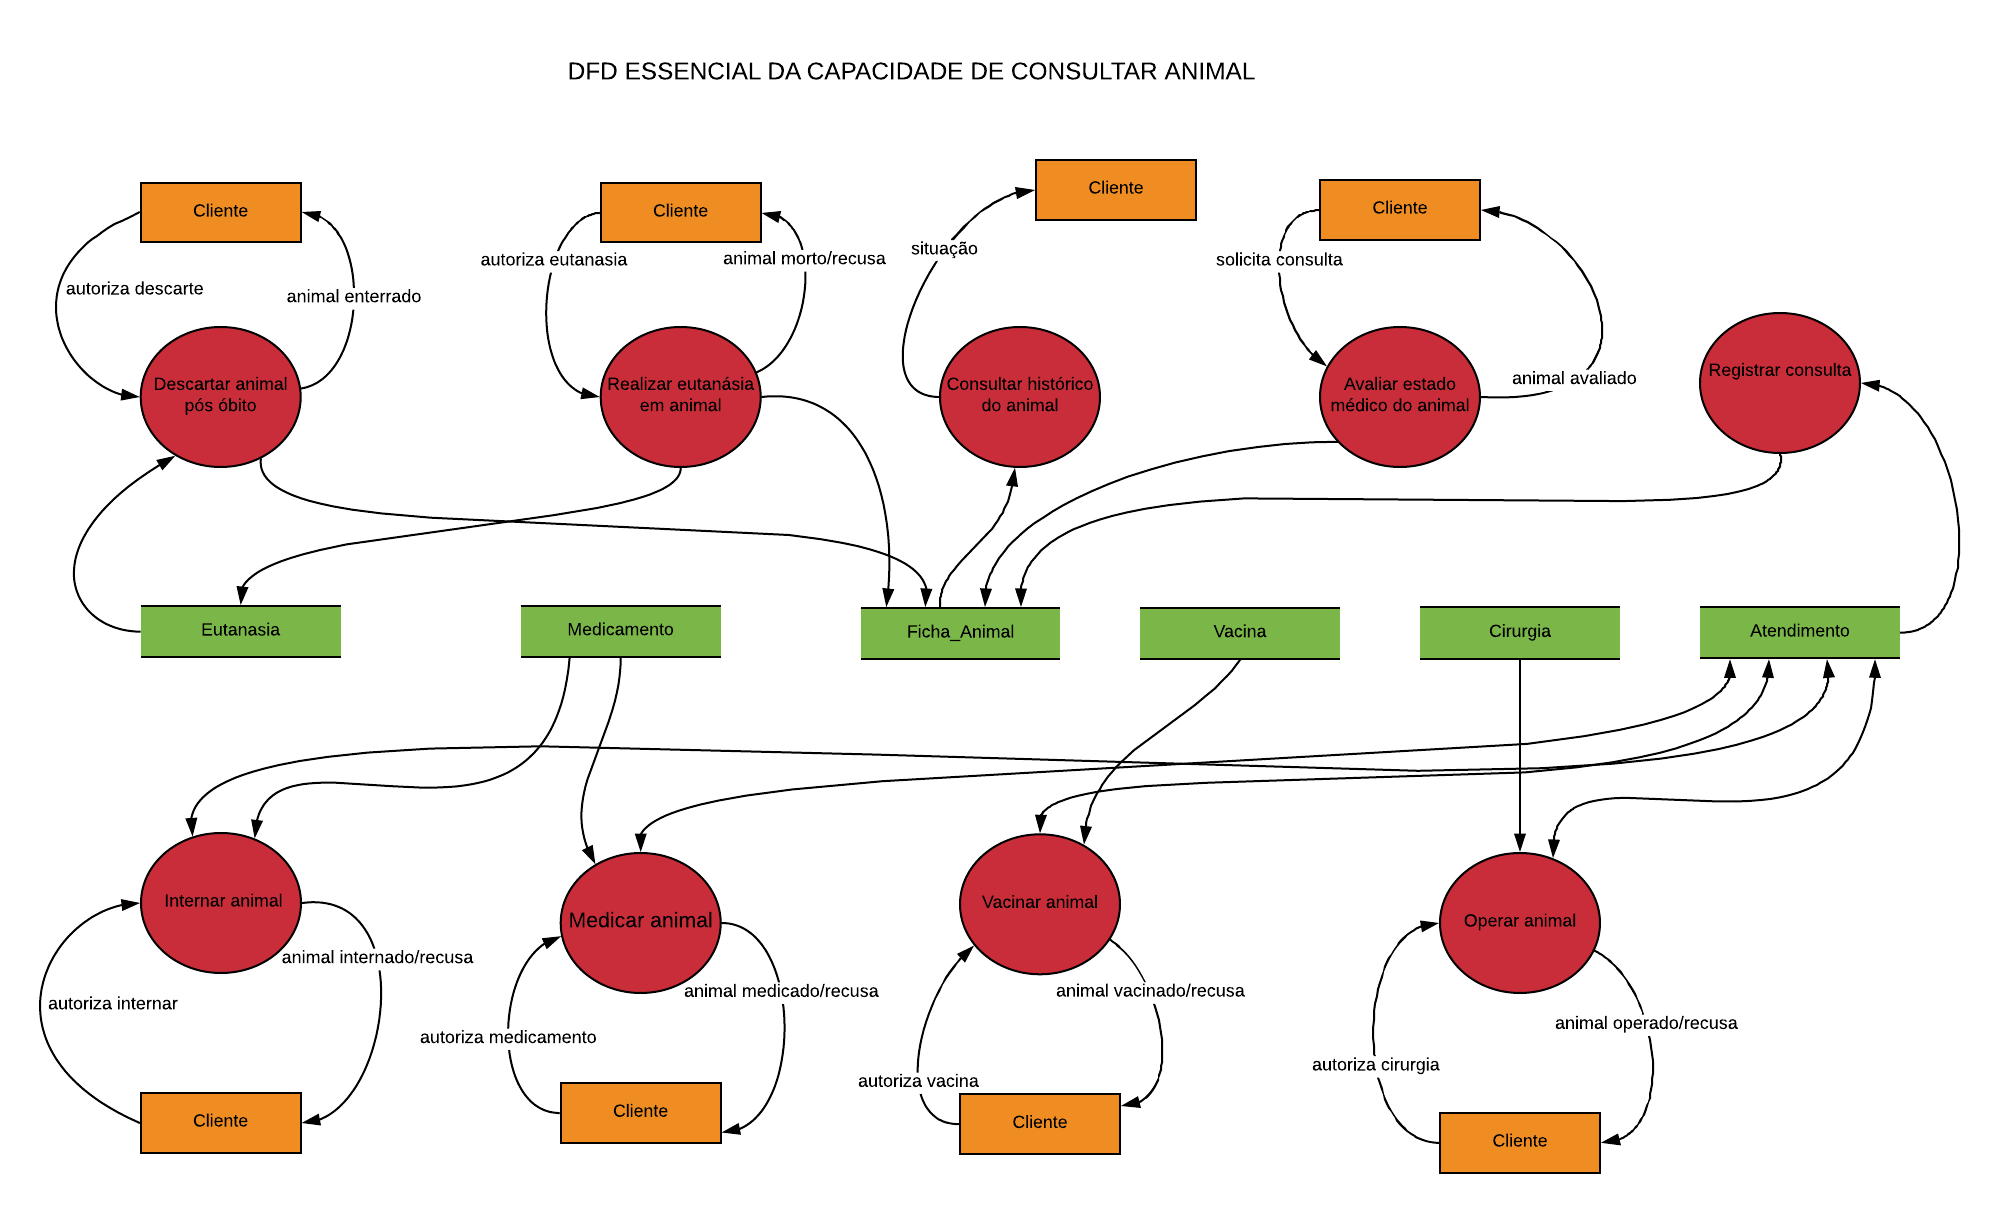 DFD ESSENCIAL DA CAPACIDADE DE CONSULTAR ANIMAL
Cliente
Cliente
Cliente
Cliente
autoriza descarte
animal enterrado
autoriza eutanasia
animal morto/recusa
situação
solicita consulta
animal avaliado
Descartar animal
pós óbito
Realizar eutanásia
em animal
Consultar histórico
do animal
Avaliar estado
médico do animal
Registrar consulta
Eutanasia
Medicamento
Ficha_Animal
Vacina
Cirurgia
Atendimento
Internar animal
Medicar animal
Vacinar animal
Operar animal
animal internado/recusa
autoriza internar
animal medicado/recusa
autoriza medicamento
animal vacinado/recusa
autoriza vacina
animal operado/recusa
autoriza cirurgia
Cliente
Cliente
Cliente
Cliente